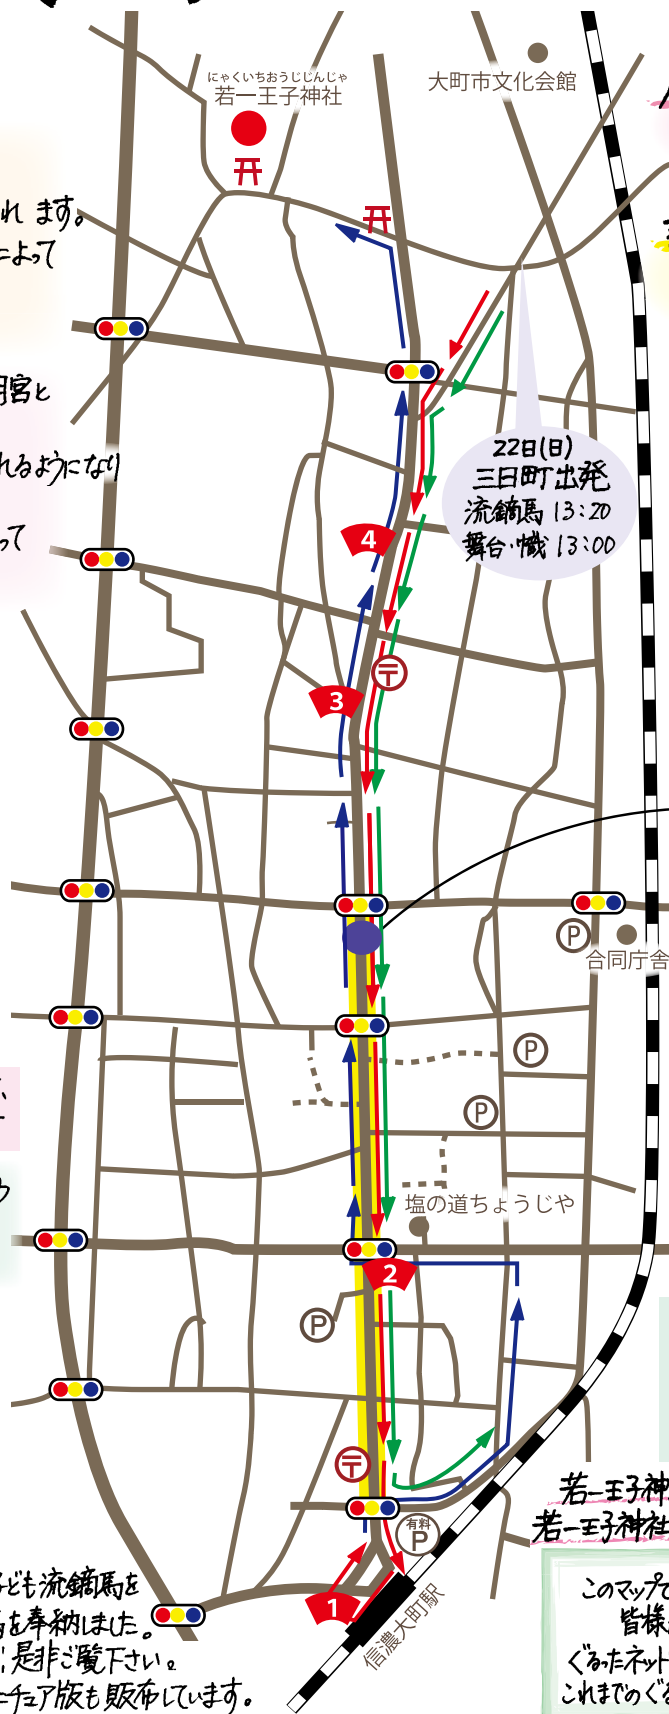 にゃくいちおうじじんじゃ
若一王子神社
大町市文化会館
れます。
によって
宮と
れるようになり
って
22日(日)
三日町出発
流鏑馬 13:20
舞台・幟 13:00
4
〒
3
P
合同庁舎
P
P
塩の道ちょうじや
2
P
〒
有料
P
1
信濃大町駅
若一王子神
若一王子神社
ども流鏑馬を
を奉納しました。
是非ご覧下さい。
チュア版も販布しています。
このマップ
皆様
ぐるったネット
これまでのぐる